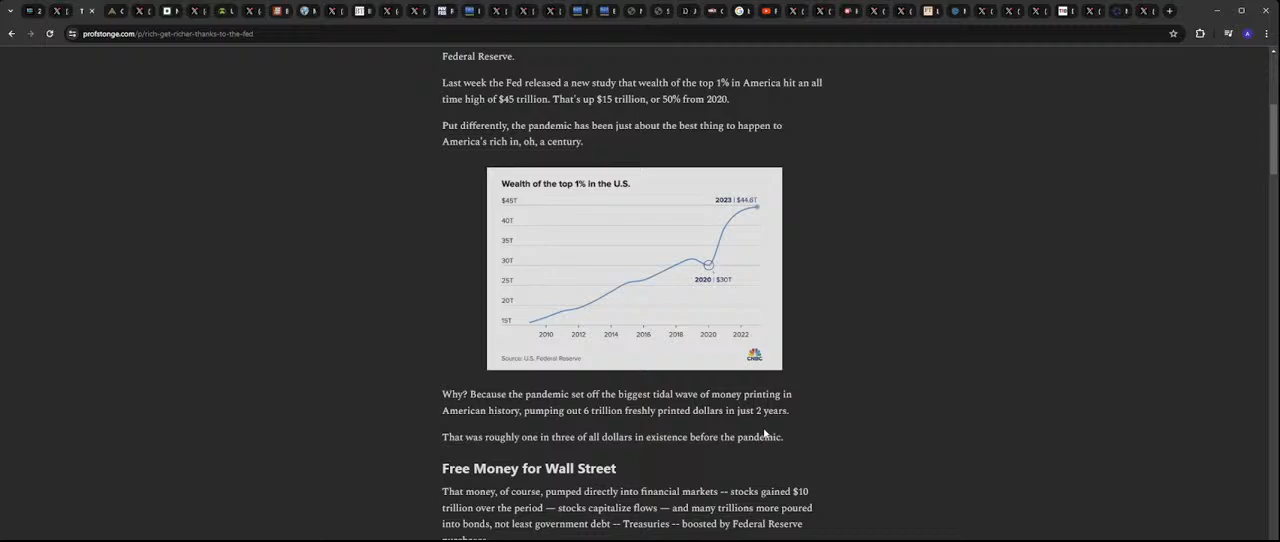 profstonge.com/p/rich-get-richer-thanks-to-the-fed
Federal Reserve.
Last week the Fed released a new study that wealth of the top 1% in America hit an all
time high of $45 trillion. That's up $15 trillion, or 50% from 2020.
Put differently, the pandemic has been just about the best thing to happen to
America's rich in, oh, a century.
Wealth of the top 1% in the U.S.
$45T
2023 | $44.6T
40T
35T
30T
25T
2020 | $30T
20T
15T
2010 2012 2014 2016 2018 2020 2022
Source: U.S. Federal Reserve
CNBC
Why? Because the pandemic set off the biggest tidal wave of money printing in
American history, pumping out 6 trillion freshly printed dollars in just 2 years.
That was roughly one in three of all dollars in existence before the pandemic.
Free Money for Wall Street
That money, of course, pumped directly into financial markets -- stocks gained $10
trillion over the period — stocks capitalize flows — and many trillions more poured
into bonds, not least government debt -- Treasuries -- boosted by Federal Reserve